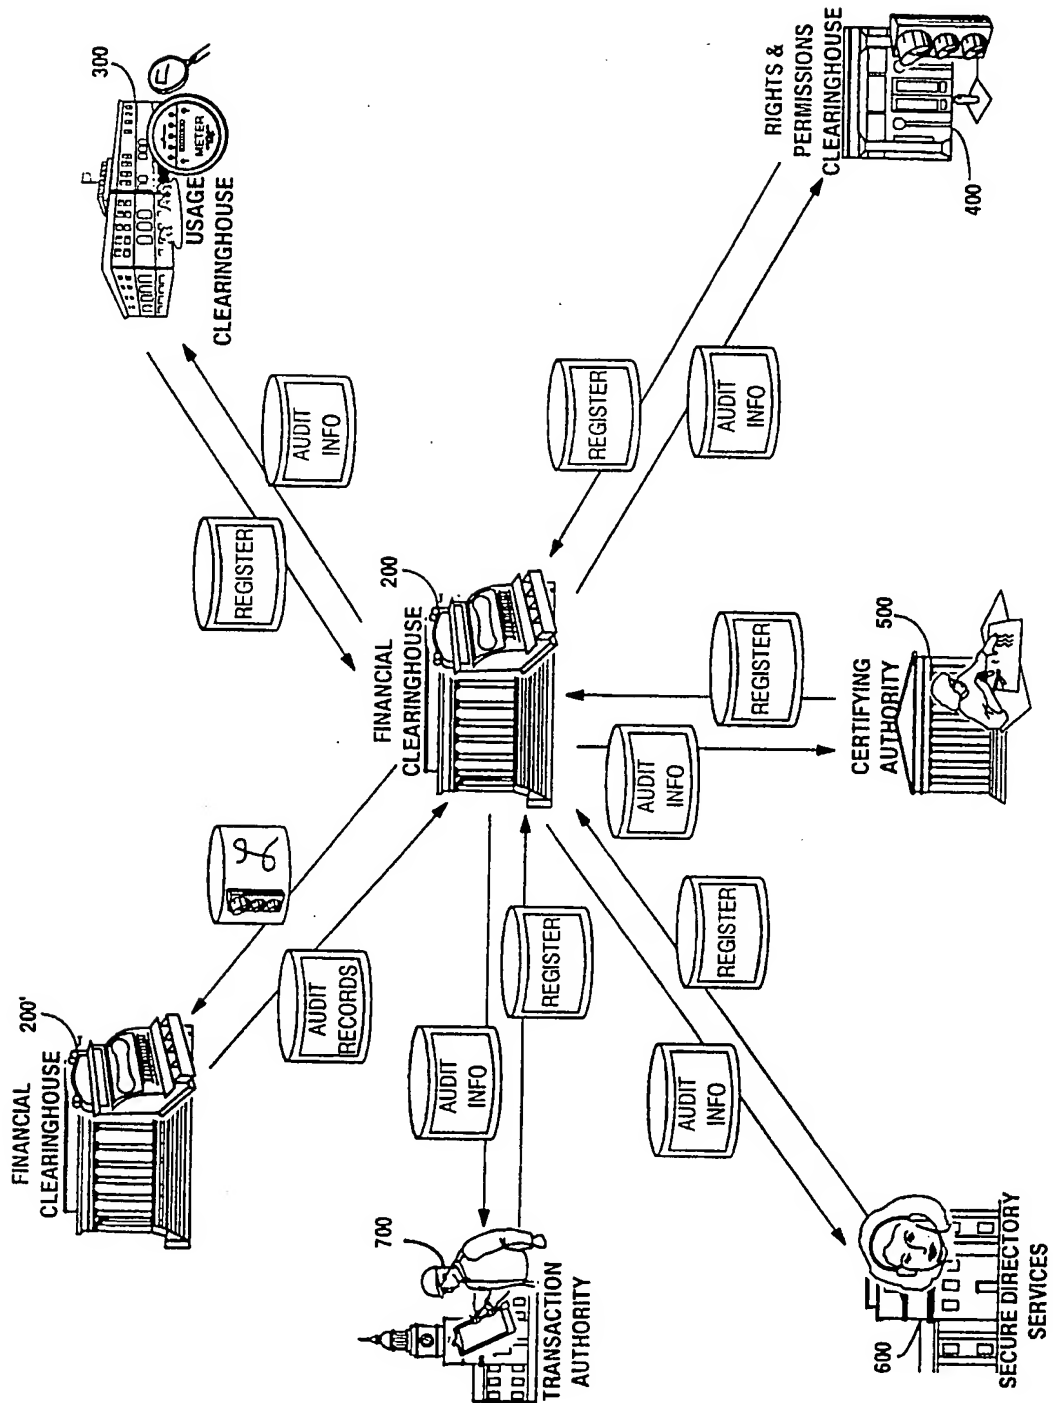 FINANCIAL
CLEARINGHOUSE
200'
300
METER
USAGE
CLEARINGHOUSE
AUDIT
RECORDS
REGISTER
AUDIT
INFO
FINANCIAL
CLEARINGHOUSE
200
700
TRANSACTION
AUTHORITY
AUDIT
INFO
REGISTER
REGISTER
AUDIT
INFO
AUDIT
INFO
REGISTER
AUDIT
INFO
REGISTER
RIGHTS &
PERMISSIONS
CLEARINGHOUSE
400
CERTIFYING
AUTHORITY
500
600
SECURE DIRECTORY
SERVICES